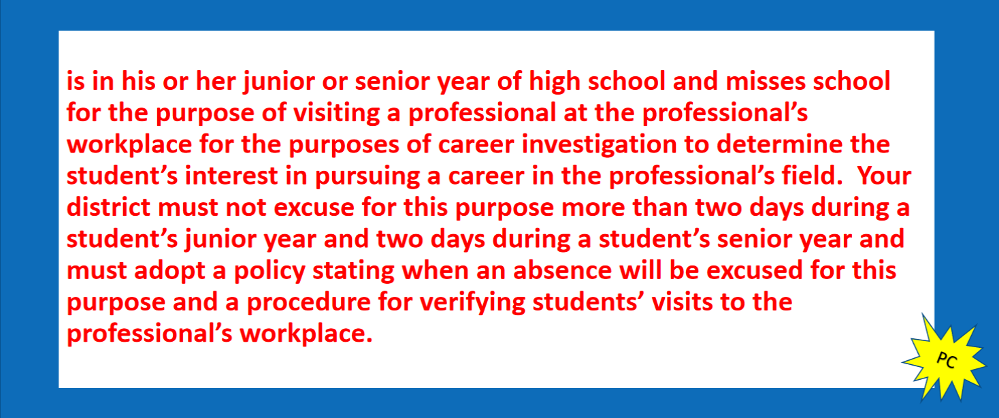 is in his or her junior or senior year of high school and misses school
for the purpose of visiting a professional at the professional’s
workplace for the purposes of career investigation to determine the
student’s interest in pursuing a career in the professional’s field.  Your
district must not excuse for this purpose more than two days during a
student’s junior year and two days during a student’s senior year and
must adopt a policy stating when an absence will be excused for this
purpose and a procedure for verifying students’ visits to the
professional’s workplace.
PC